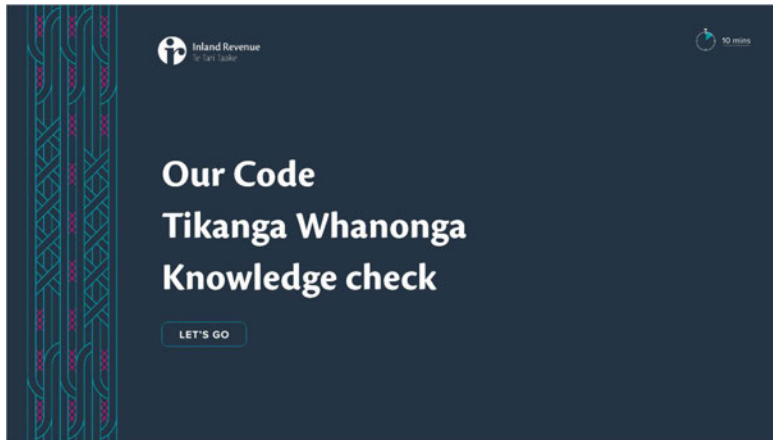 Inland Revenue
Te Tari Taake
10 mins
Our Code
Tikanga Whanonga
Knowledge check
LET'S GO